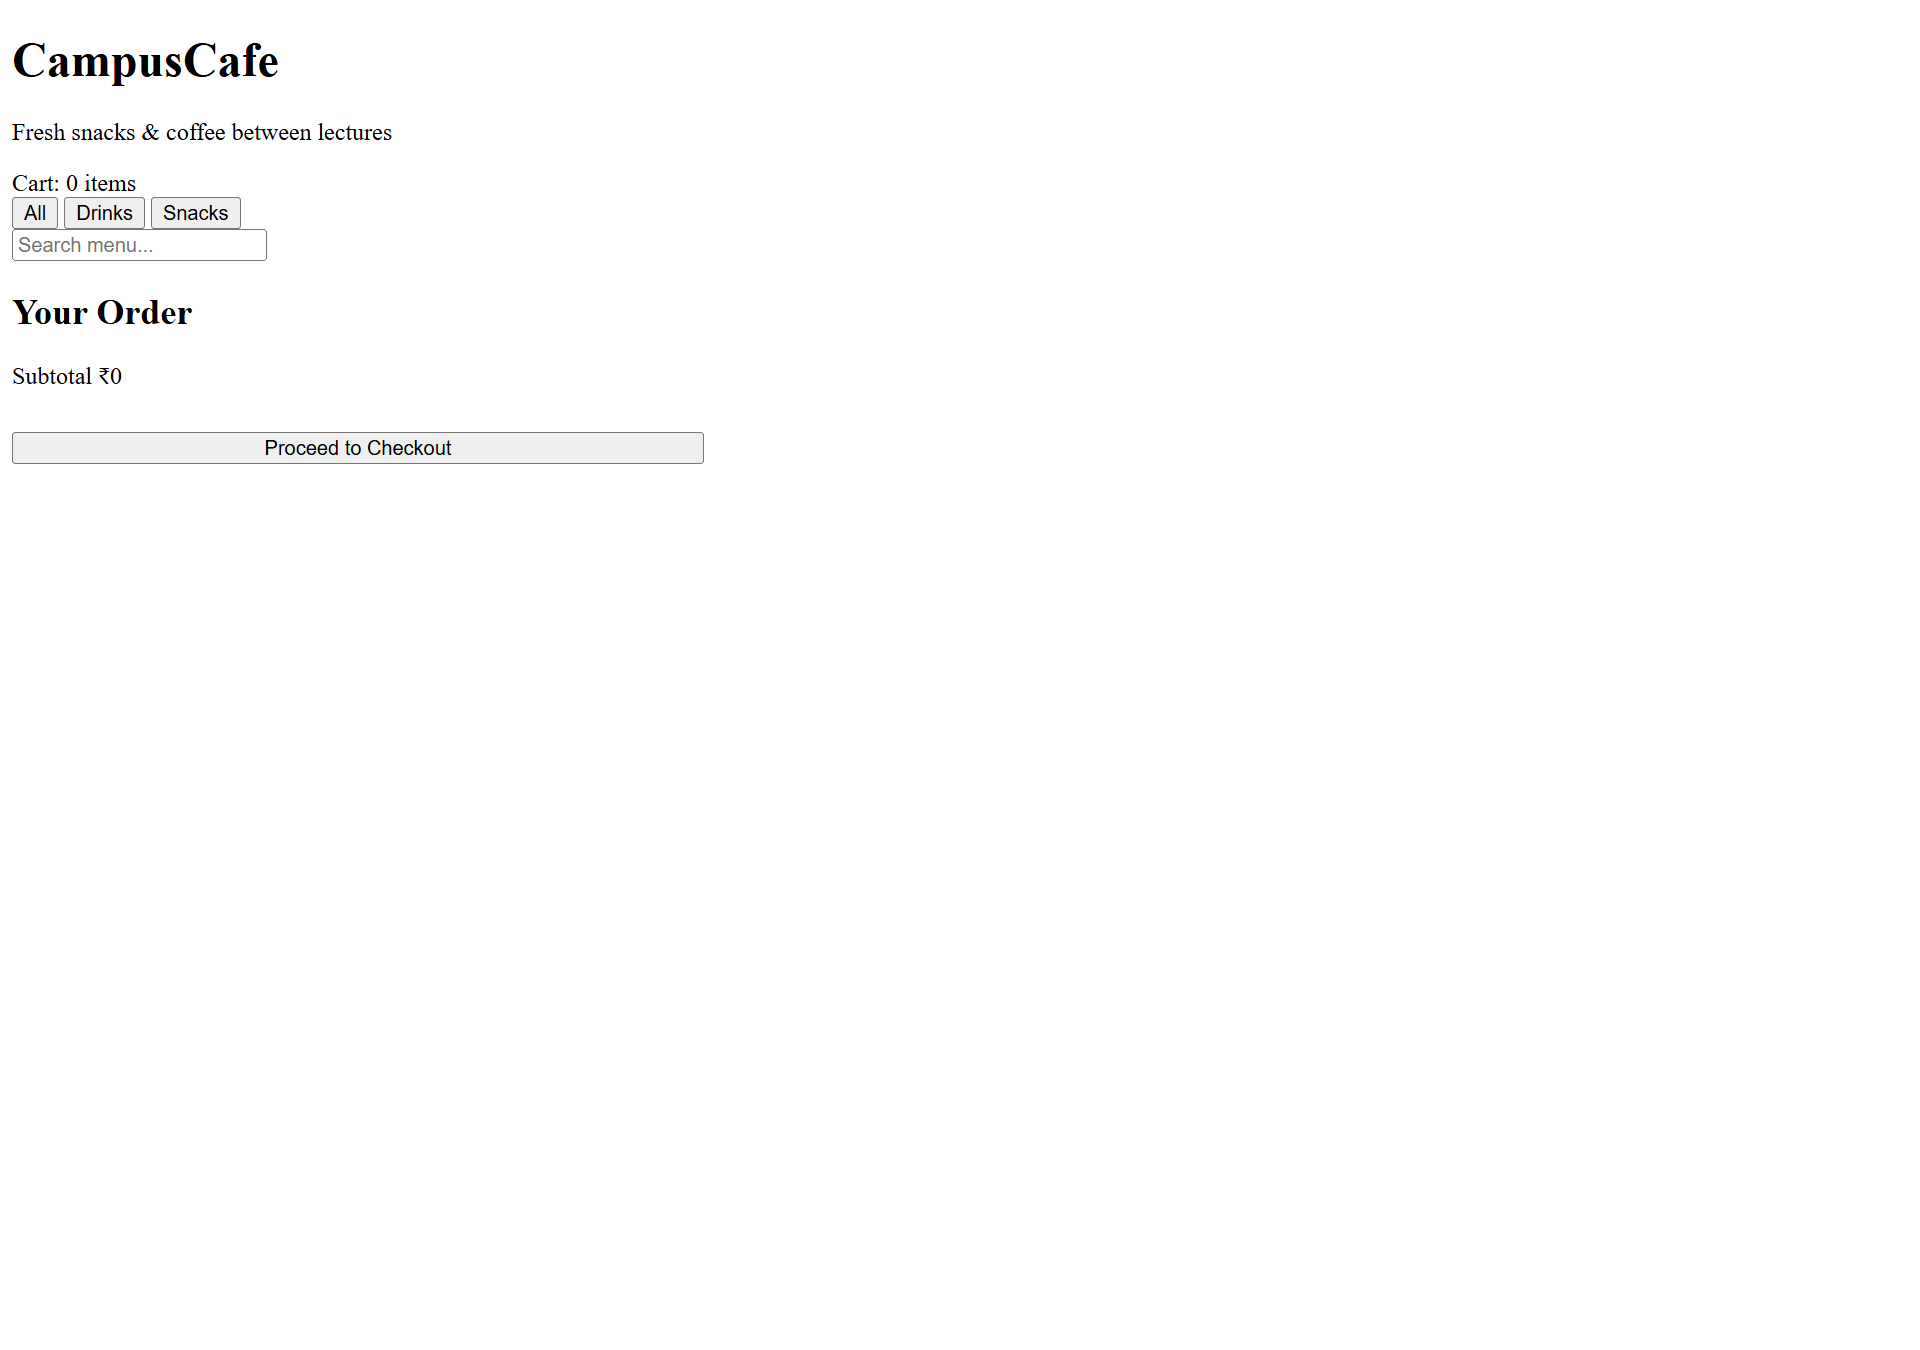 CampusCafe
Fresh snacks & coffee between lectures
Cart: 0 items
All Drinks Snacks
Search menu...
Your Order
Subtotal ₹0
Proceed to Checkout